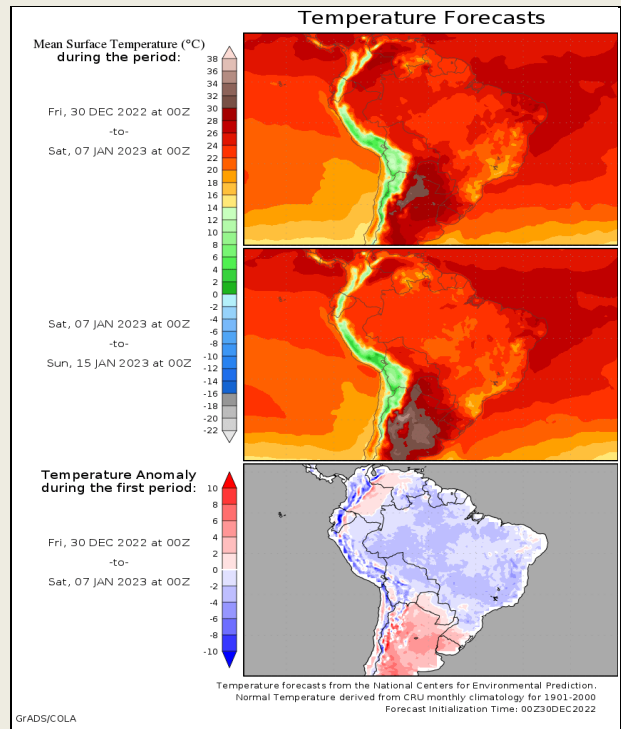 Temperature Forecasts
Mean Surface Temperature (°C)
during the period:
Fri, 30 DEC 2022 at 00Z
-to-
Sat, 07 JAN 2023 at 00Z
Sat, 07 JAN 2023 at 00Z
-to-
Sun, 15 JAN 2023 at 00Z
38
36
34
32
30
28
26
24
22
20
18
16
14
12
10
8
6
4
2
0
-2
-4
-6
-8
-10
-12
-14
-16
-18
-20
-22
Temperature Anomaly
during the first period:
Fri, 30 DEC 2022 at 00Z
-to-
Sat, 07 JAN 2023 at 00Z
10
8
6
4
2
0
-2
-4
-6
-8
-10
Temperature forecasts from the National Centers for Environmental Prediction.
Normal Temperature derived from CRU monthly climatology for 1901-2000
Forecast Initialization Time: 00Z30DEC2022
GrADS/COLA